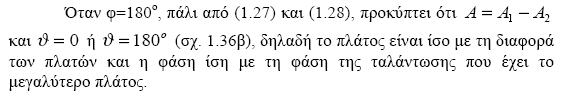 Όταν φ=180°, πάλι από (1.27) και (1.28), προκύπτει ότι A = A₁ − A₂
και ϑ = 0 ή ϑ = 180° (σχ. 1.36β), δηλαδή το πλάτος είναι ίσο με τη διαφορά
των πλατών και η φάση ίση με τη φάση της ταλάντωσης που έχει το
μεγαλύτερο πλάτος.